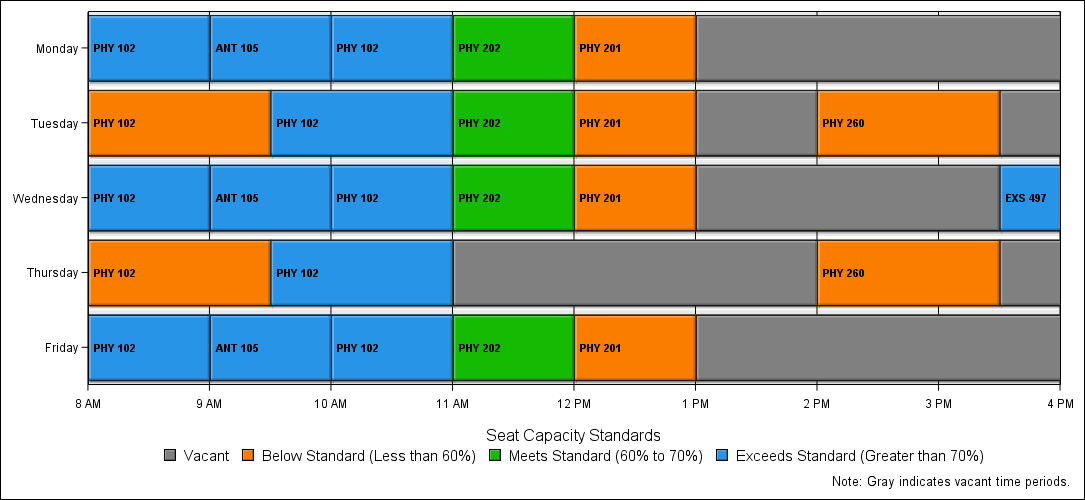 Monday PHY 102 ANT 105 PHY 102 PHY 202 PHY 201
Tuesday PHY 102 PHY 102 PHY 202 PHY 201 PHY 260
Wednesday PHY 102 ANT 105 PHY 102 PHY 202 PHY 201 EXS 497
Thursday PHY 102 PHY 102 PHY 260
Friday PHY 102 ANT 105 PHY 102 PHY 202 PHY 201
8 AM 9 AM 10 AM 11 AM 12 PM 1 PM 2 PM 3 PM 4 PM
Seat Capacity Standards
Vacant Below Standard (Less than 60%) Meets Standard (60% to 70%) Exceeds Standard (Greater than 70%)
Note: Gray indicates vacant time periods.